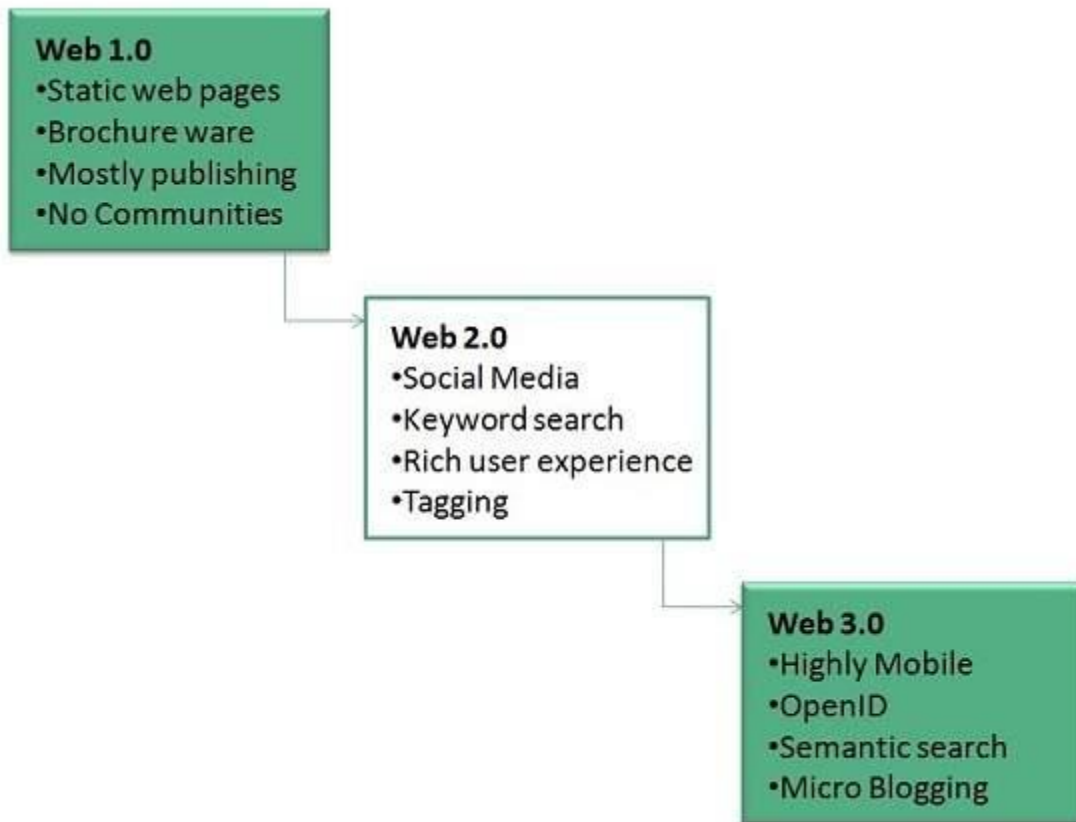 Web 1.0
•Static web pages
•Brochure ware
•Mostly publishing
•No Communities
Web 2.0
•Social Media
•Keyword search
•Rich user experience
•Tagging
Web 3.0
•Highly Mobile
•OpenID
•Semantic search
•Micro Blogging